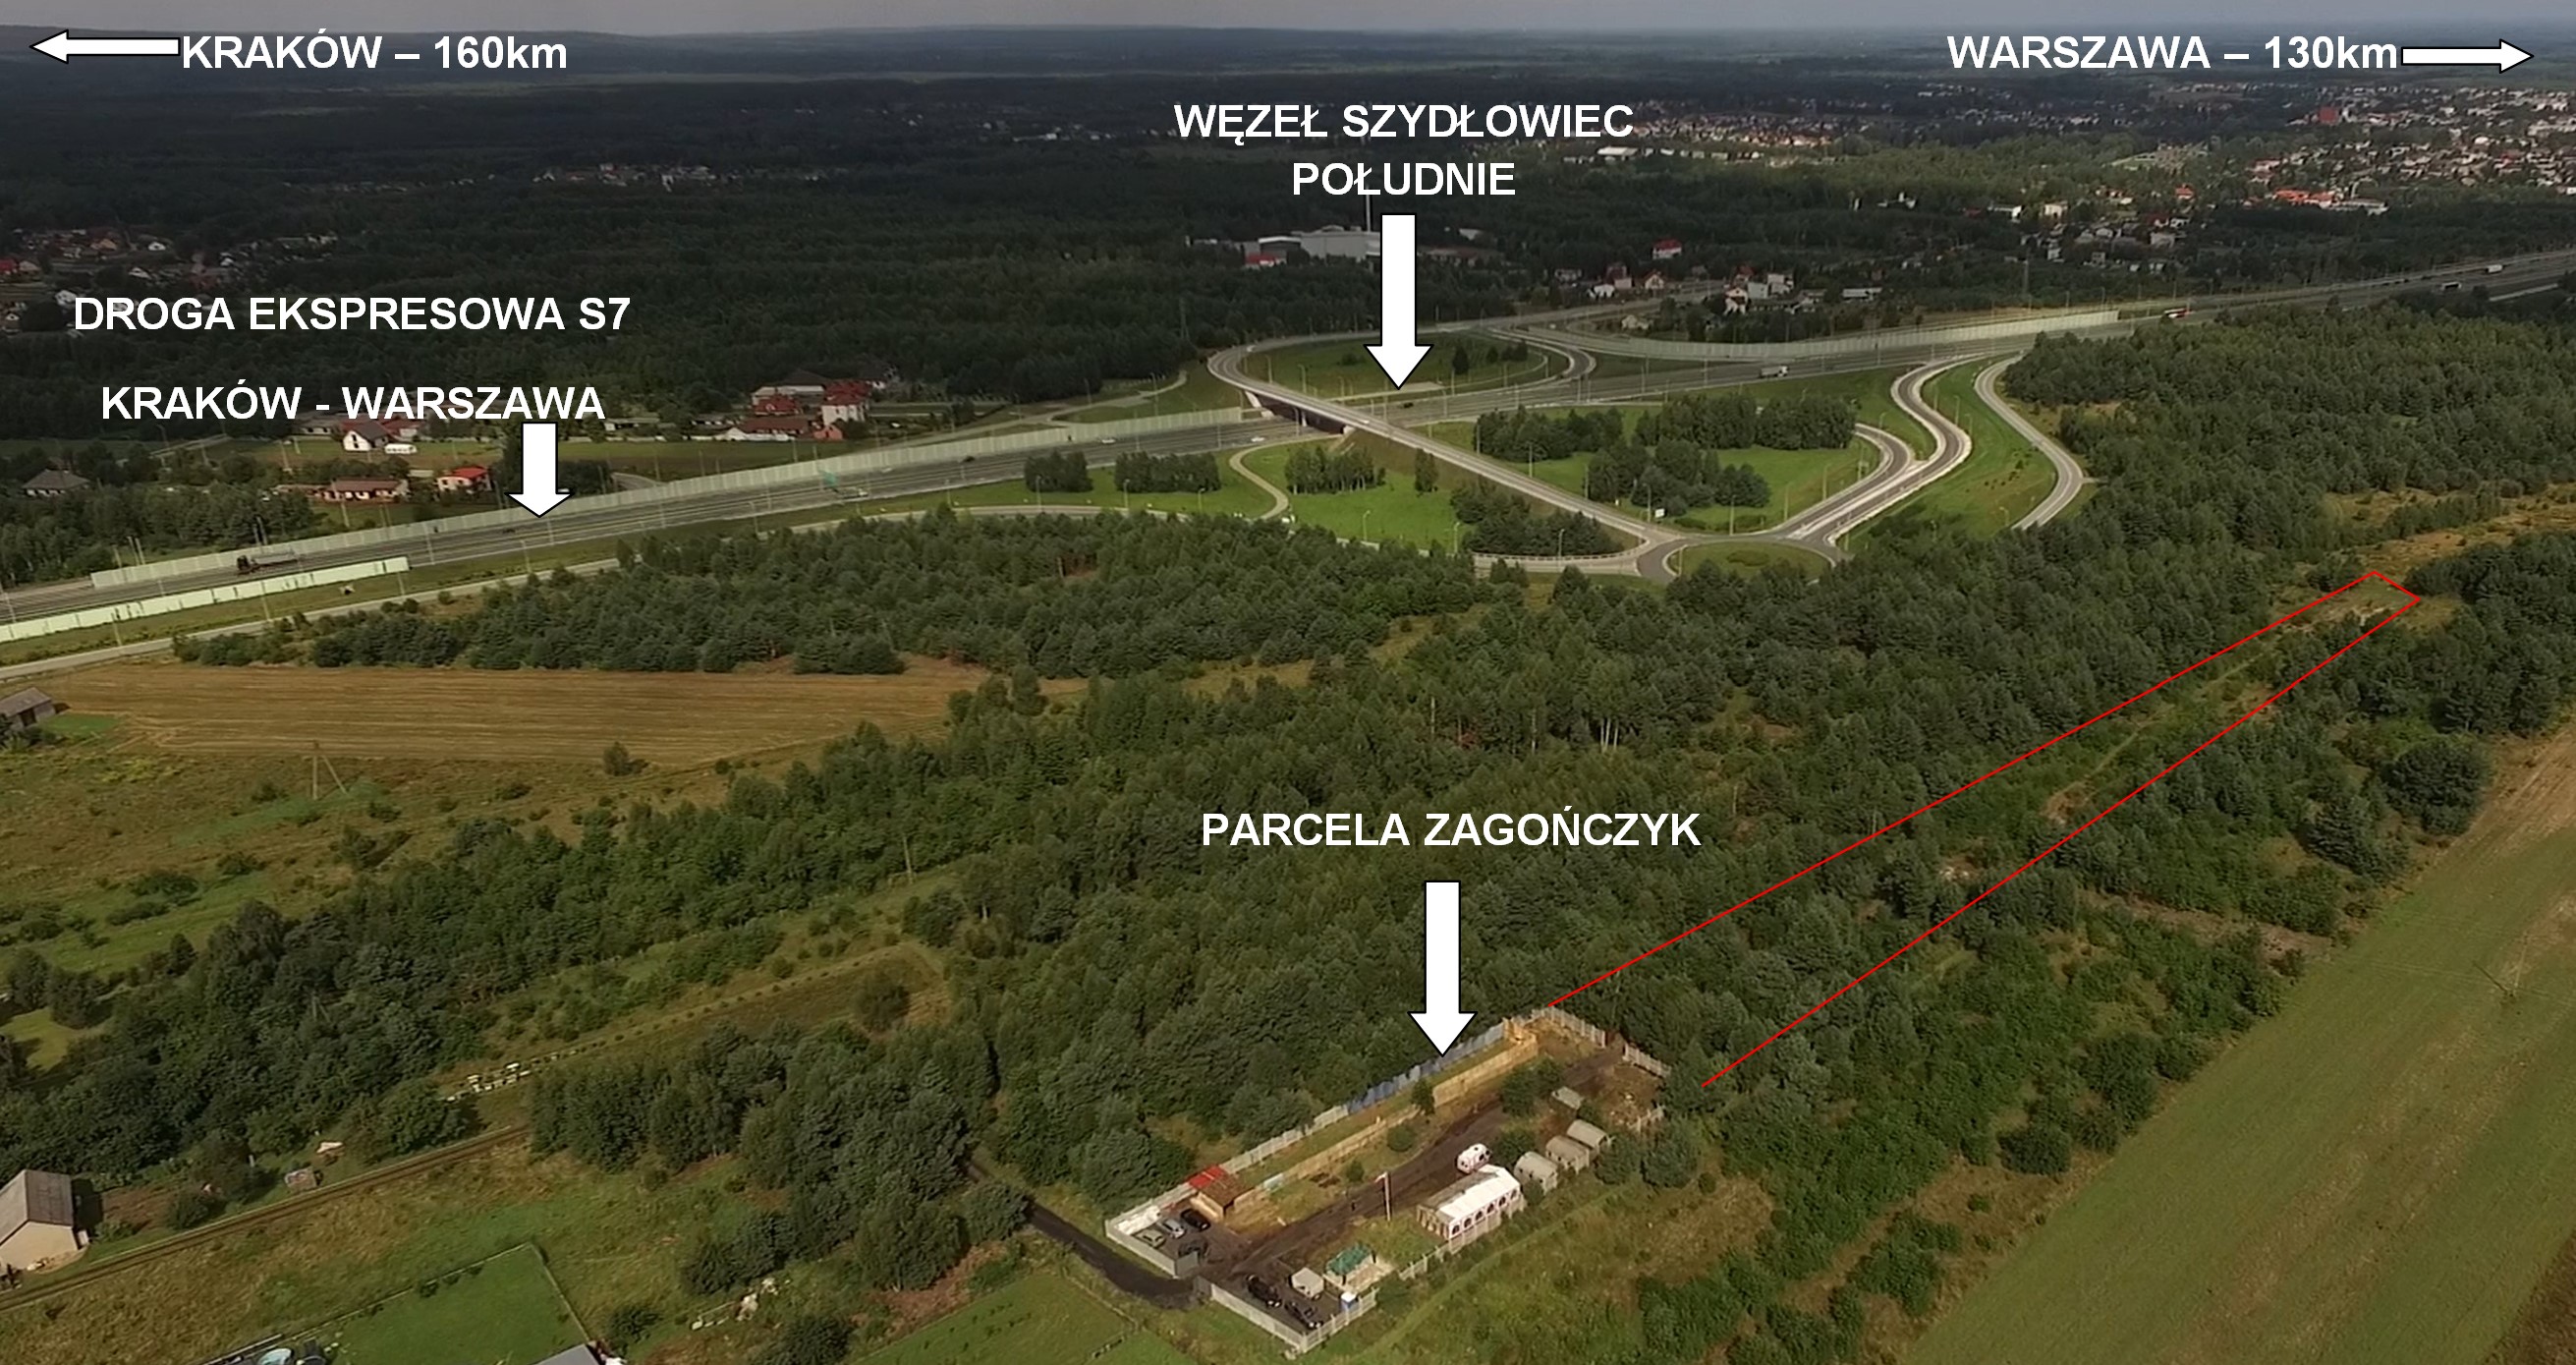 KRAKÓW – 160km
WARSZAWA – 130km
WĘZEŁ SZYDŁOWIEC
POŁUDNIE
DROGA EKSPRESOWA S7
KRAKÓW - WARSZAWA
PARCELA ZAGOŃCZYK